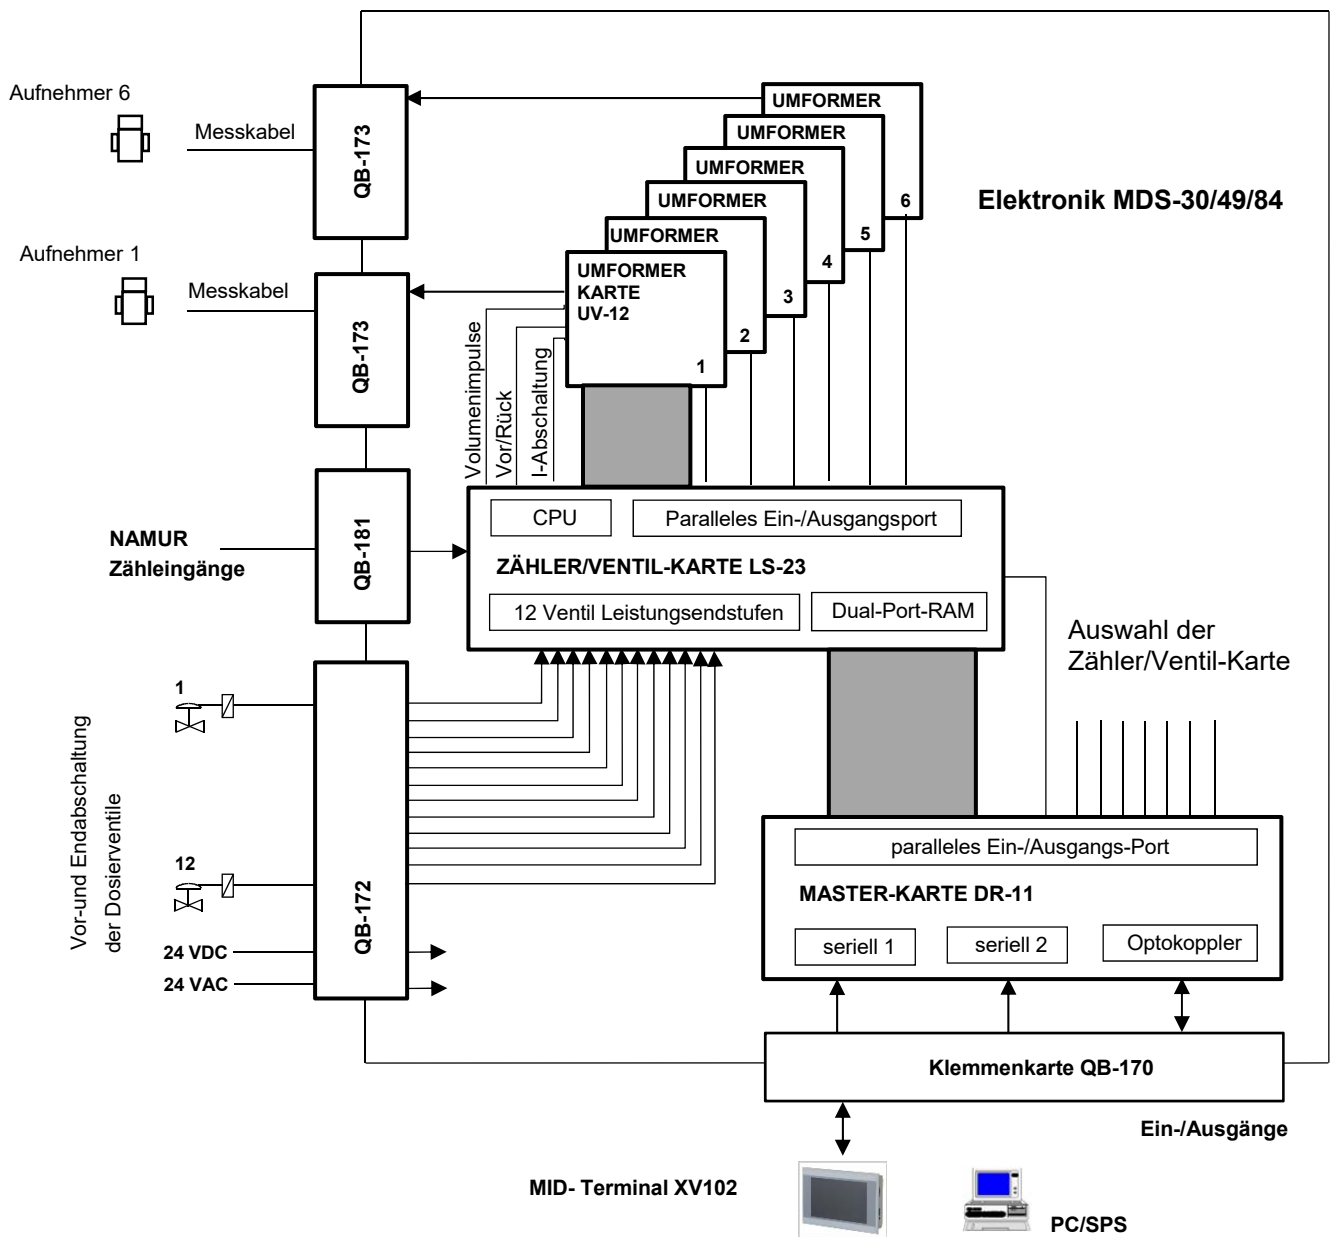 Aufnehmer 6
Messkabel
QB-173
UMFORMER
UMFORMER
UMFORMER
UMFORMER
UMFORMER
UMFORMER
KARTE
UV-12
6
5
4
3
2
1
Elektronik MDS-30/49/84
Aufnehmer 1
Messkabel
QB-173
Volumenimpulse
Vor/Rück
I-Abschaltung
NAMUR
Zähleingänge
QB-181
CPU
Paralleles Ein-/Ausgangsport
ZÄHLER/VENTIL-KARTE LS-23
12 Ventil Leistungsendstufen
Dual-Port-RAM
Auswahl der
Zähler/Ventil-Karte
Vor-und Endabschaltung
der Dosierventile
1
12
24 VDC
24 VAC
QB-172
paralleles Ein-/Ausgangs-Port
MASTER-KARTE DR-11
seriell 1
seriell 2
Optokoppler
Klemmenkarte QB-170
Ein-/Ausgänge
MID- Terminal XV102
PC/SPS